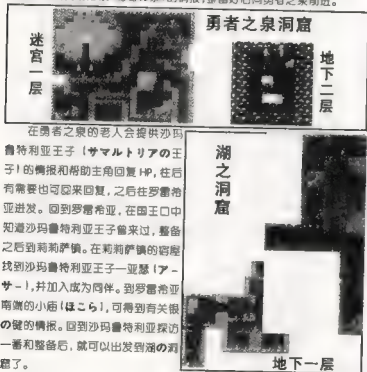 勇者之泉前进。
勇者之泉洞窟
迷宫一层
地下二层
在勇者之泉的老人会提供沙玛
鲁特利亚王子(サマルトリアの王
子)的情报和帮助主角回复HP,往后
有需要也可回来回复,之后在罗雷希
亚进发。回到罗雷希亚,在国王口中
知道沙玛鲁特利亚王子曾来过,整备
之后到莉莉萨镇。在莉莉萨镇的宿屋
找到沙玛鲁特利亚王子—亚瑟(アー
サー),并加入成为同伴。到罗雷希亚
南端的小庙(ほこら),可得到有关银
の键的情报。回到沙玛鲁特利亚探访
一番和整备后,就可以出发到湖の洞
窟了。
湖之洞窟
地下一层